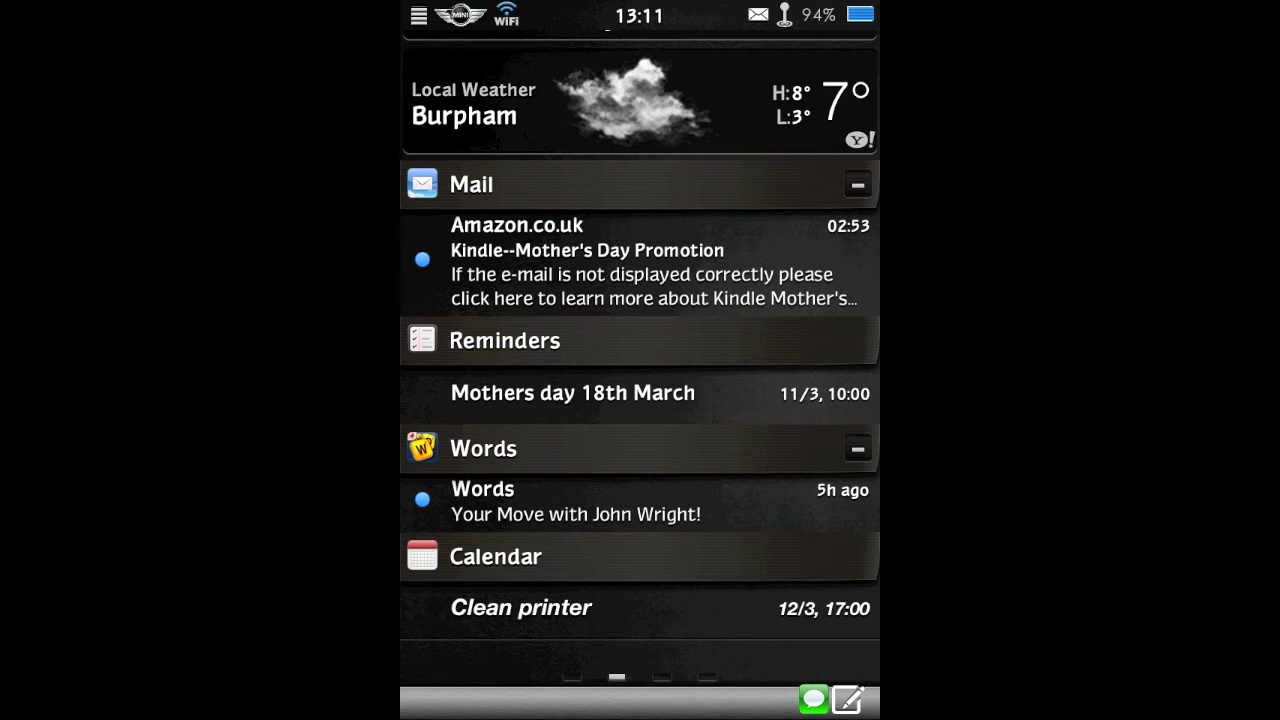 MINI WiFi 13:11 94%
Local Weather
Burpham
H:8°
L:3°
7°
Y!
Mail
Amazon.co.uk 02:53
Kindle--Mother's Day Promotion
If the e-mail is not displayed correctly please
click here to learn more about Kindle Mother's...
Reminders
Mothers day 18th March 11/3, 10:00
W
Words
Words 5h ago
Your Move with John Wright!
Calendar
Clean printer 12/3, 17:00